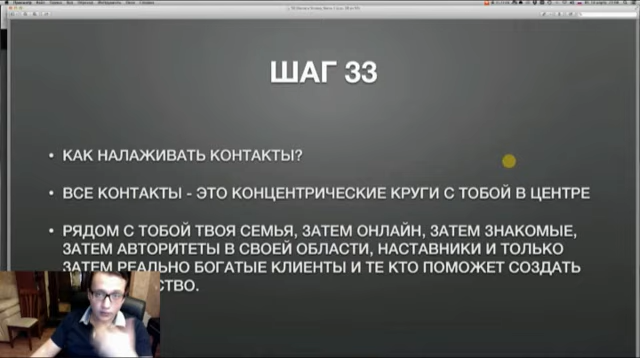 ШАГ 33
• КАК НАЛАЖИВАТЬ КОНТАКТЫ?
• ВСЕ КОНТАКТЫ - ЭТО КОНЦЕНТРИЧЕСКИЕ КРУГИ С ТОБОЙ В ЦЕНТРЕ
• РЯДОМ С ТОБОЙ ТВОЯ СЕМЬЯ, ЗАТЕМ ОНЛАЙН, ЗАТЕМ ЗНАКОМЫЕ,
ЗАТЕМ АВТОРИТЕТЫ В СВОЕЙ ОБЛАСТИ, НАСТАВНИКИ И ТОЛЬКО
ЗАТЕМ РЕАЛЬНО БОГАТЫЕ КЛИЕНТЫ И ТЕ КТО ПОМОЖЕТ СОЗДАТЬ